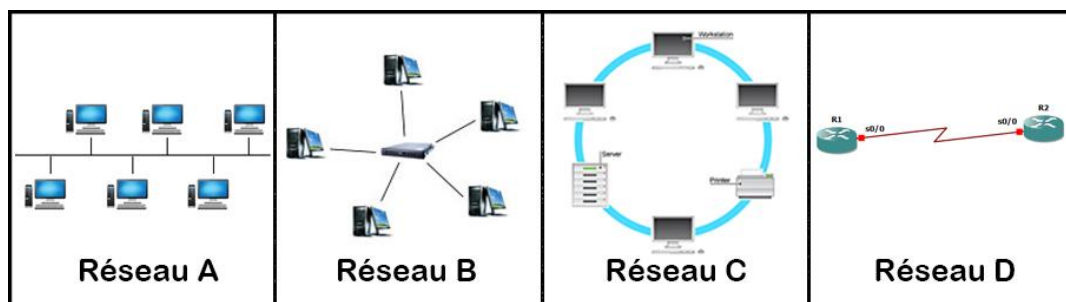 Workstation
Server
Printer
R1
s0/0
s0/0
R2
Réseau A
Réseau B
Réseau C
Réseau D